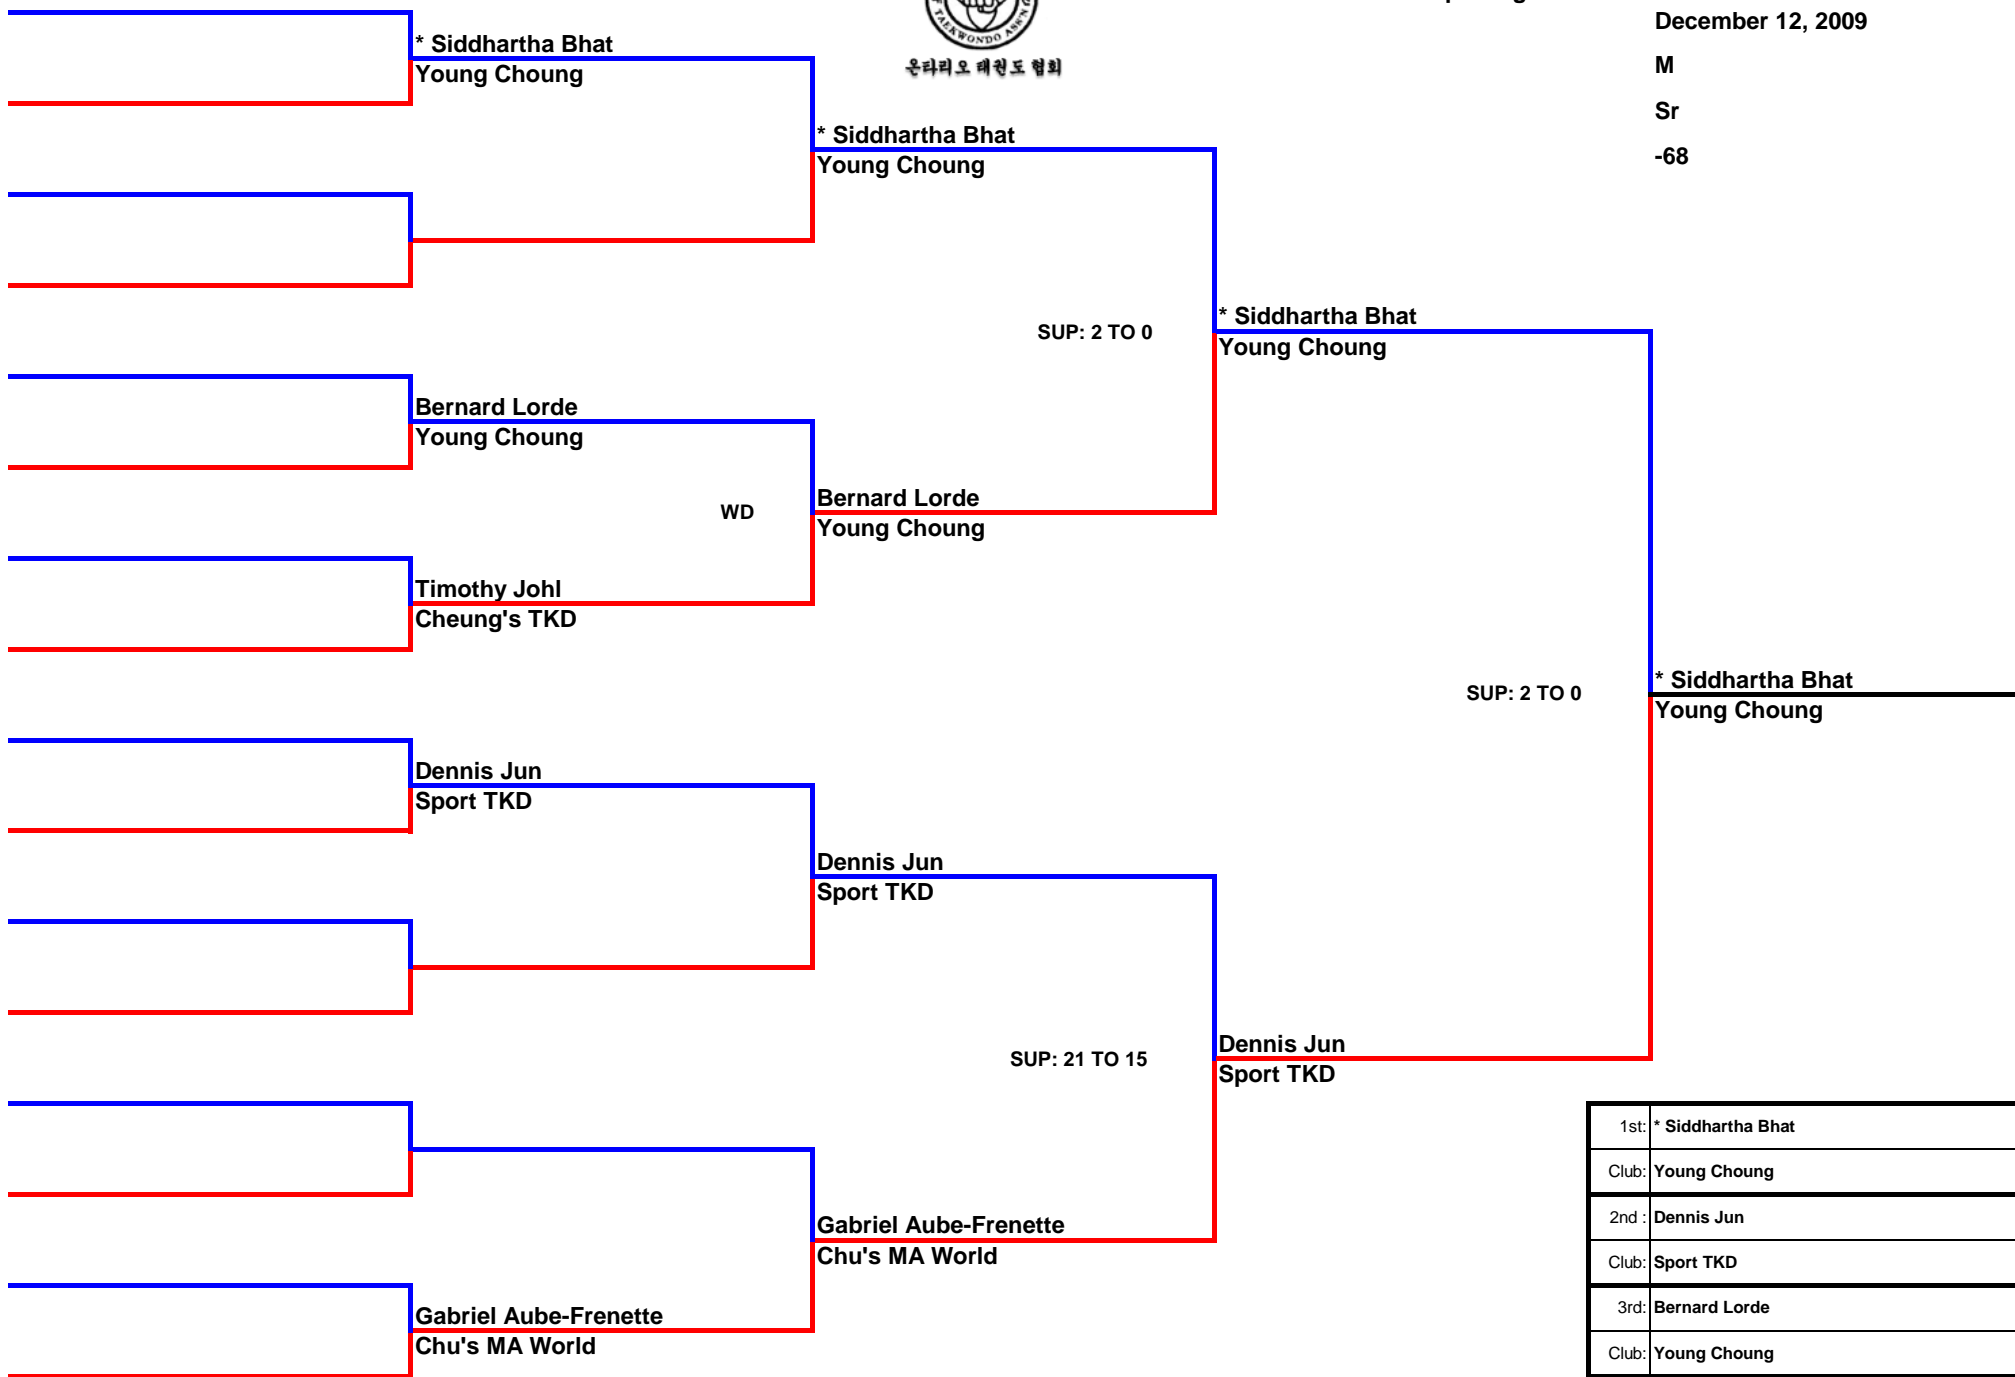 December 12, 2009
TAEKWONDO ASS'N
온타리오 태권도 협회
M
Sr
-68
* Siddhartha Bhat
Young Choung
* Siddhartha Bhat
Young Choung
SUP: 2 TO 0
* Siddhartha Bhat
Young Choung
Bernard Lorde
Young Choung
WD
Bernard Lorde
Young Choung
Timothy Johl
Cheung's TKD
SUP: 2 TO 0
* Siddhartha Bhat
Young Choung
Dennis Jun
Sport TKD
Dennis Jun
Sport TKD
SUP: 21 TO 15
Dennis Jun
Sport TKD
Gabriel Aube-Frenette
Chu's MA World
Gabriel Aube-Frenette
Chu's MA World
1st: * Siddhartha Bhat
Club: Young Choung
2nd : Dennis Jun
Club: Sport TKD
3rd: Bernard Lorde
Club: Young Choung